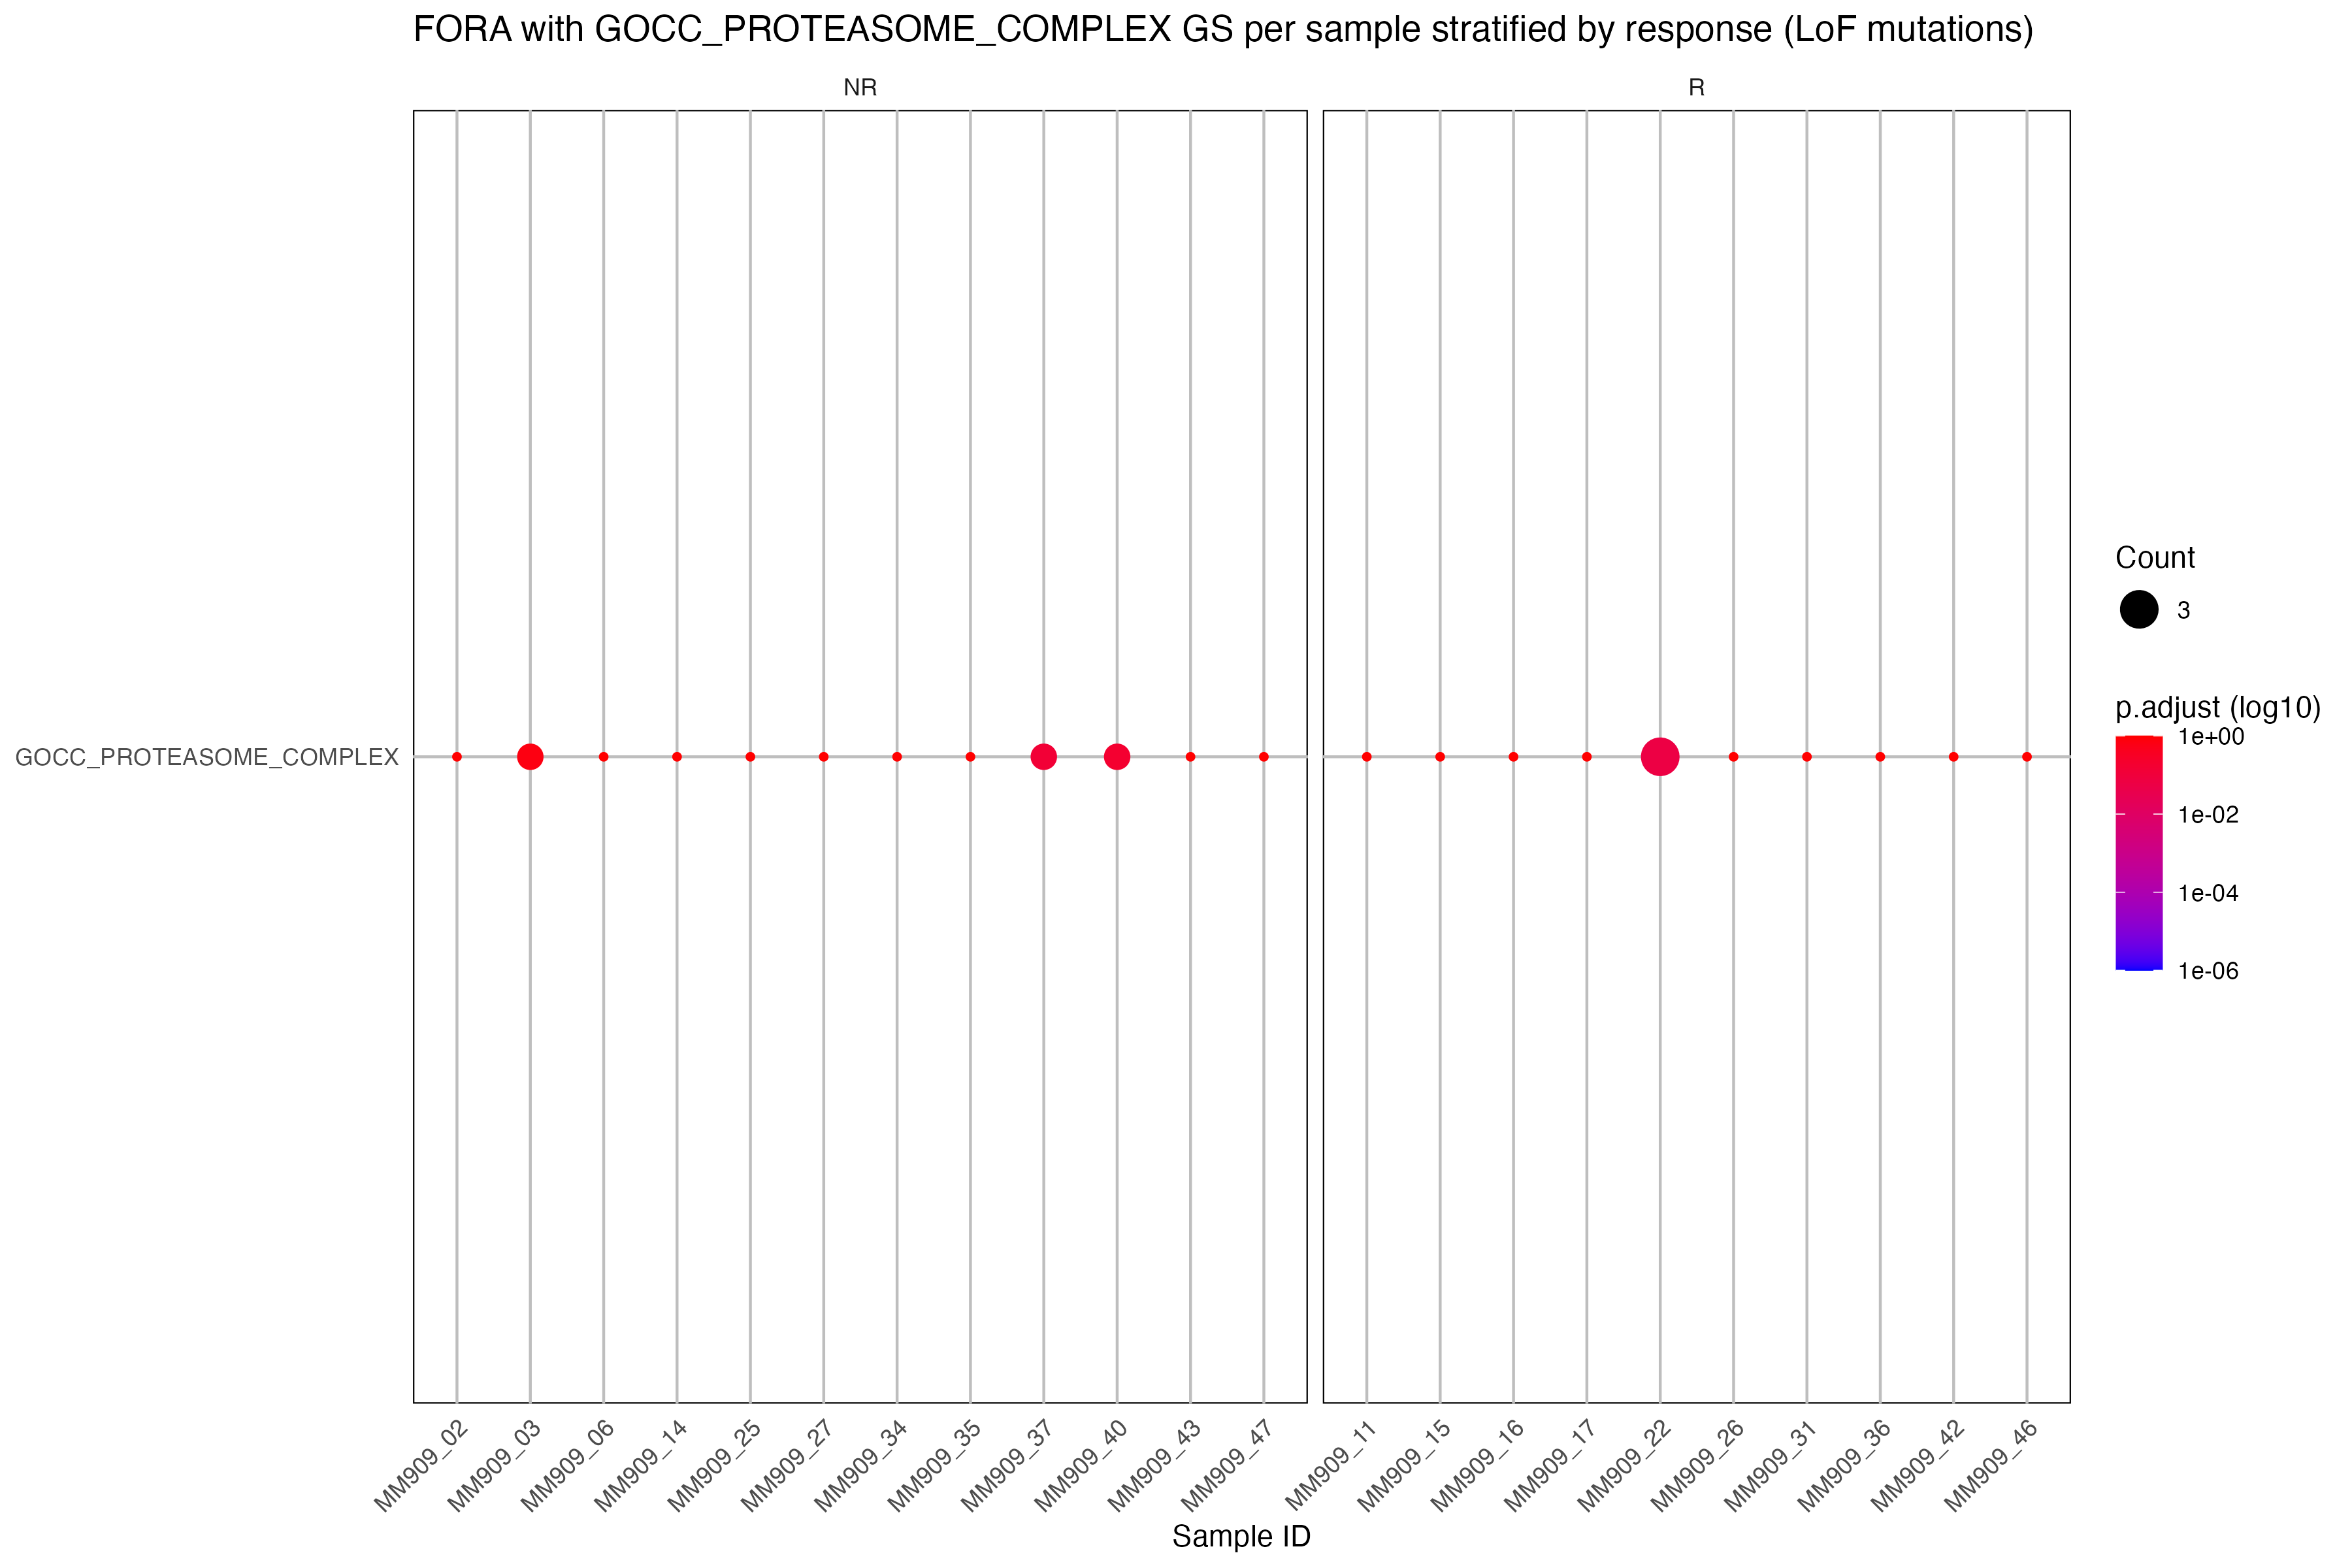 FORA with GOCC_PROTEASOME_COMPLEX GS per sample stratified by response (LoF mutations)
NR
R
GOCC_PROTEASOME_COMPLEX
Count
3
p.adjust (log10)
1e+00
1e-02
1e-04
1e-06
MM909_02
MM909_03
MM909_06
MM909_14
MM909_25
MM909_27
MM909_34
MM909_35
MM909_37
MM909_40
MM909_43
MM909_47
MM909_11
MM909_15
MM909_16
MM909_17
MM909_22
MM909_26
MM909_31
MM909_36
MM909_42
MM909_46
Sample ID